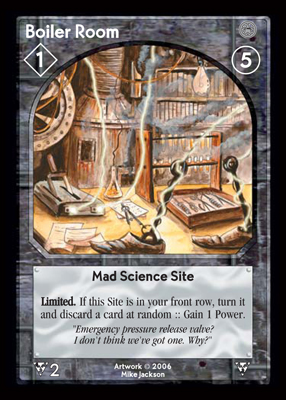 Boiler Room
1
5
Mad Science Site
Limited. If this Site is in your front row, turn it
and discard a card at random :: Gain 1 Power.
"Emergency pressure release valve?
I don't think we've got one. Why?"
2
Artwork © 2006
Mike Jackson